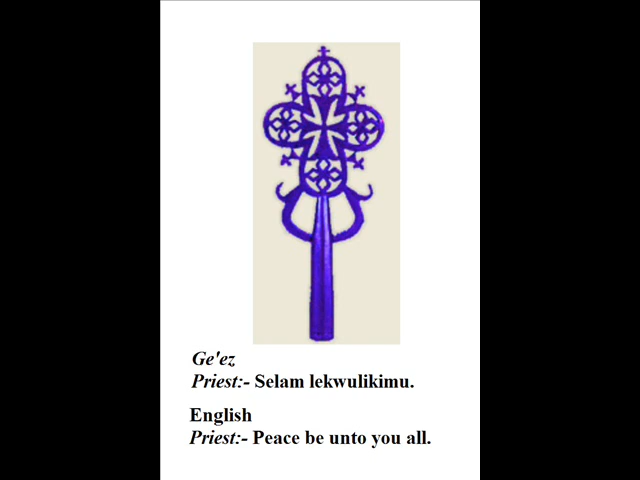 Ge'ez
Priest:- Selam lekwulikimu.
English
Priest:- Peace be unto you all.